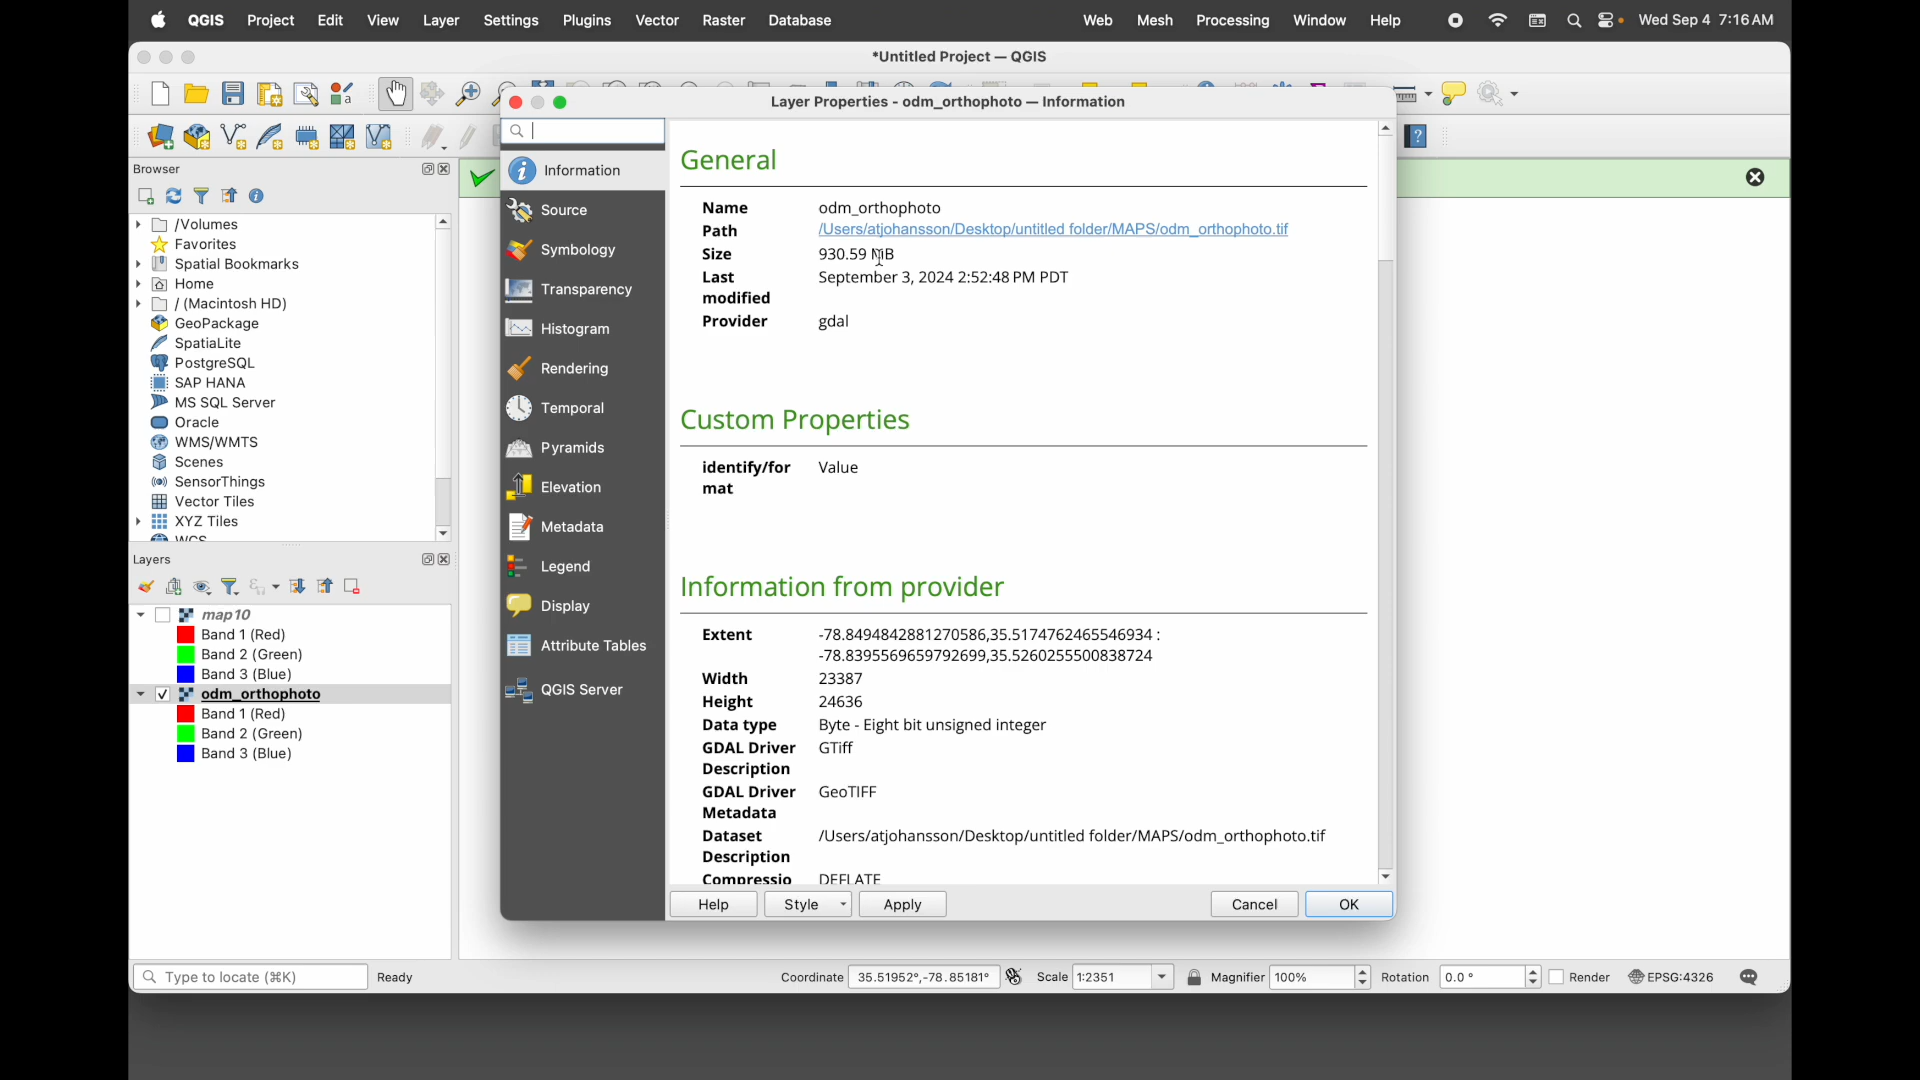 QGIS Project Edit View Layer Settings Plugins Vector Raster Database Web Mesh Processing Window Help Wed Sep 4 7:16 AM
*Untitled Project — QGIS
Layer Properties - odm_orthophoto — Information
Browser
/Volumes
Favorites
Spatial Bookmarks
Home
/ (Macintosh HD)
GeoPackage
SpatiaLite
PostgreSQL
SAP HANA
MS SQL Server
Oracle
WMS/WMTS
Scenes
SensorThings
Vector Tiles
XYZ Tiles
WCS
Layers
map10
Band 1 (Red)
Band 2 (Green)
Band 3 (Blue)
odm_orthophoto
Band 1 (Red)
Band 2 (Green)
Band 3 (Blue)
Information
Source
Symbology
Transparency
Histogram
Rendering
Temporal
Pyramids
Elevation
Metadata
Legend
Display
Attribute Tables
QGIS Server
General
Name odm_orthophoto
Path /Users/atjohansson/Desktop/untitled folder/MAPS/odm_orthophoto.tif
Size 930.59 MB
Last September 3, 2024 2:52:48 PM PDT
modified
Provider gdal
Custom Properties
identify/for Value
mat
Information from provider
Extent -78.8494842881270586,35.5174762465546934 :
-78.8395569659792699,35.5260255500838724
Width 23387
Height 24636
Data type Byte - Eight bit unsigned integer
GDAL Driver GTiff
Description
GDAL Driver GeoTIFF
Metadata
Dataset /Users/atjohansson/Desktop/untitled folder/MAPS/odm_orthophoto.tif
Description
Compressio DEFLATE
Help Style Apply Cancel OK
Type to locate (⌘K) Ready Coordinate 35.51952°,-78.85181° Scale 1:2351 Magnifier 100% Rotation 0.0 ° Render EPSG:4326